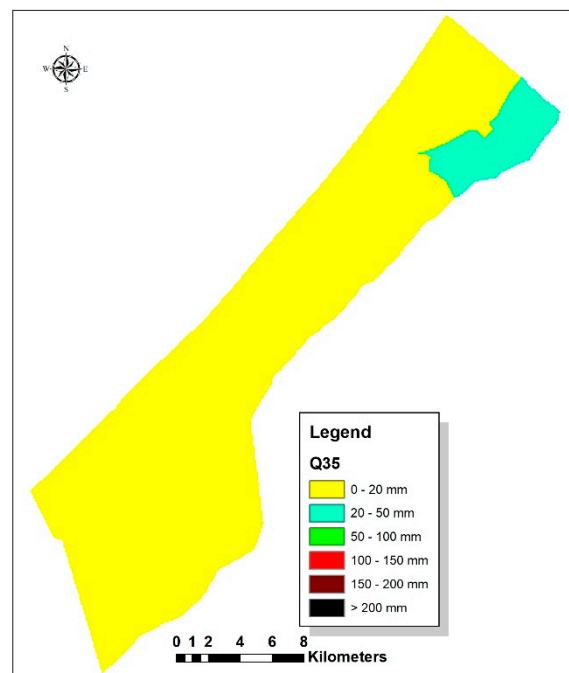 N
W E
S
Legend
Q35
0 - 20 mm
20 - 50 mm
50 - 100 mm
100 - 150 mm
150 - 200 mm
> 200 mm
0 1 2 4 6 8
Kilometers